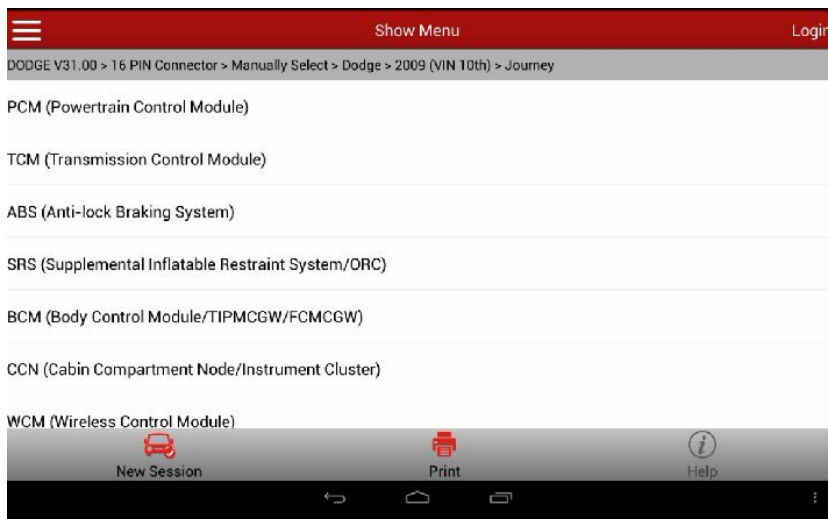 Show Menu
Login
DODGE V31.00 > 16 PIN Connector > Manually Select > Dodge > 2009 (VIN 10th) > Journey
PCM (Powertrain Control Module)
TCM (Transmission Control Module)
ABS (Anti-lock Braking System)
SRS (Supplemental Inflatable Restraint System/ORC)
BCM (Body Control Module/TIPMCGW/FCMCGW)
CCN (Cabin Compartment Node/Instrument Cluster)
WCM (Wireless Control Module)
New Session
Print
Help